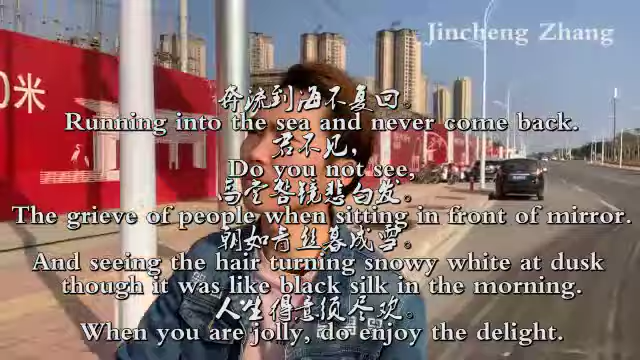 Jincheng Zhang
0米
奔流到海不复回。
Running into the sea and never come back.
君不见,
Do you not see,
高堂明镜悲白发。
The grieve of people when sitting in front of mirror.
朝如青丝暮成雪。
And seeing the hair turning snowy white at dusk
though it was like black silk in the morning.
人生得意须尽欢。
When you are jolly, do enjoy the delight.